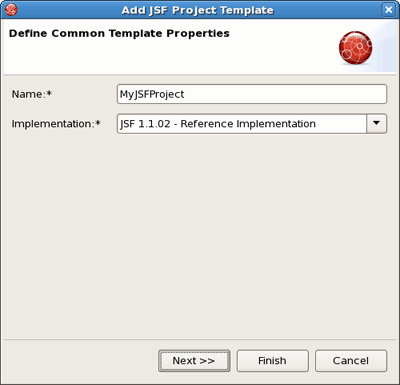 Add JSF Project Template
Define Common Template Properties
Name:* MyJSFProject
Implementation:* JSF 1.1.02 - Reference Implementation
Next >> Finish Cancel